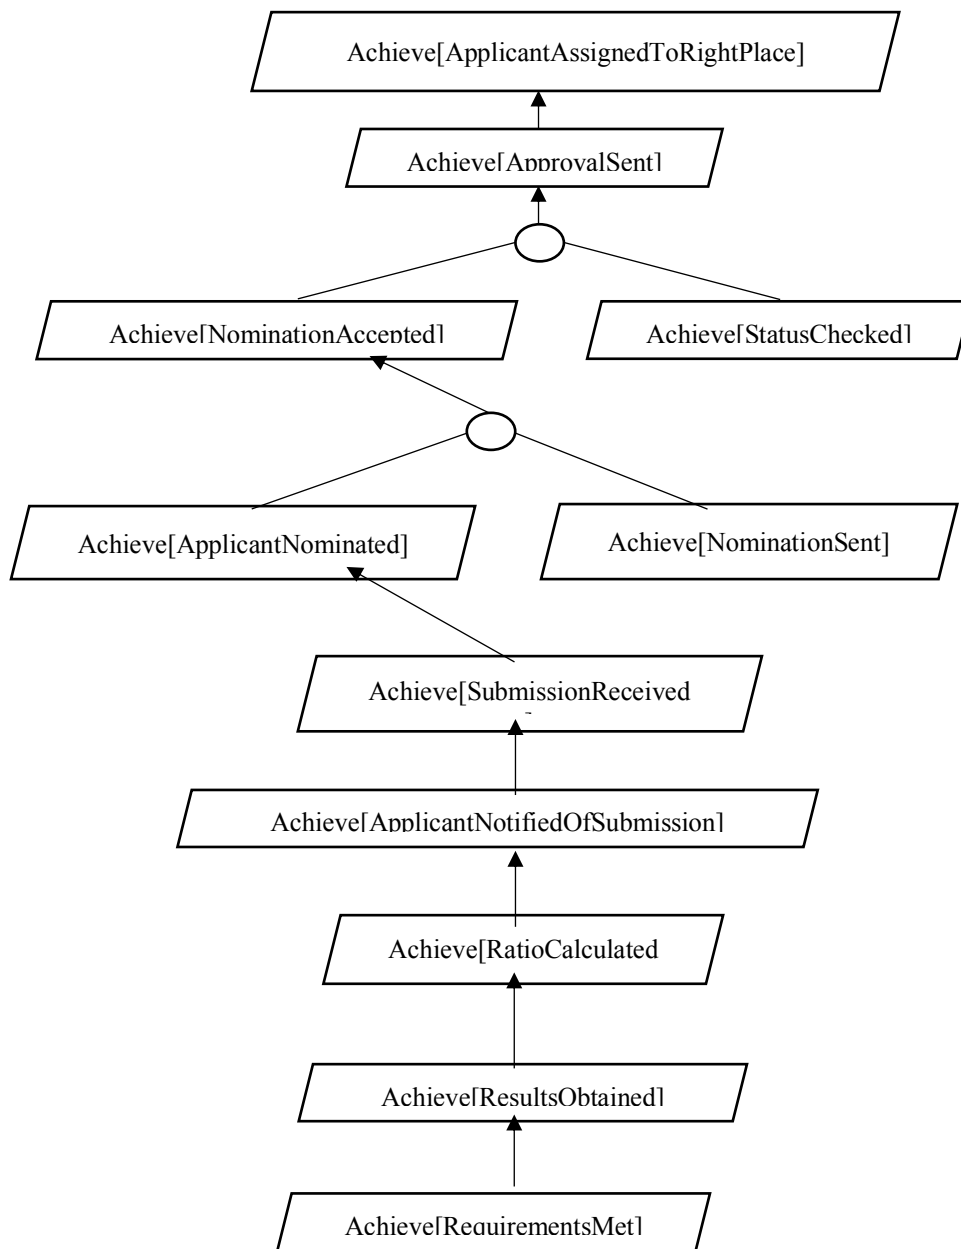 Achieve[ApplicantAssignedToRightPlace]
Achieve[ApprovalSent]
Achieve[NominationAccepted]
Achieve[StatusChecked]
Achieve[ApplicantNominated]
Achieve[NominationSent]
Achieve[SubmissionReceived
]
Achieve[ApplicantNotifiedOfSubmission]
Achieve[RatioCalculated
Achieve[ResultsObtained]
Achieve[RequirementsMet]